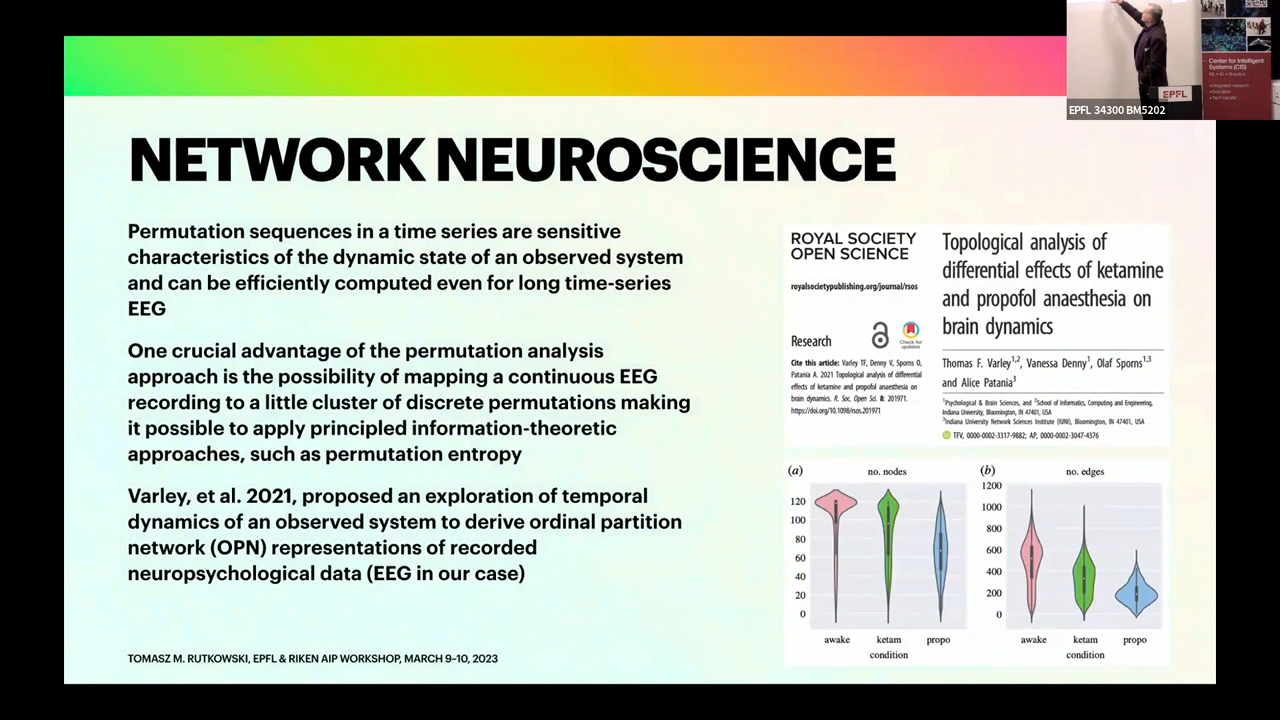 EPFL
Center for Intelligent
Systems (CIS)
EPFL 34300 BM5202
NETWORK NEUROSCIENCE
Permutation sequences in a time series are sensitive
characteristics of the dynamic state of an observed system
and can be efficiently computed even for long time-series
EEG
One crucial advantage of the permutation analysis
approach is the possibility of mapping a continuous EEG
recording to a little cluster of discrete permutations making
it possible to apply principled information-theoretic
approaches, such as permutation entropy
Varley, et al. 2021, proposed an exploration of temporal
dynamics of an observed system to derive ordinal partition
network (OPN) representations of recorded
neuropsychological data (EEG in our case)
TOMASZ M. RUTKOWSKI, EPFL & RIKEN AIP WORKSHOP, MARCH 9–10, 2023
ROYAL SOCIETY
OPEN SCIENCE
royalsocietypublishing.org/journal/rsos
Research
Check for
updates
Cite this article: Varley TF, Denny V, Sporns O,
Patania A. 2021 Topological analysis of differential
effects of ketamine and propofol anaesthesia on
brain dynamics. R. Soc. Open Sci. 8: 201971.
https://doi.org/10.1098/rsos.201971
Topological analysis of
differential effects of ketamine
and propofol anaesthesia on
brain dynamics
Thomas F. Varley1,2, Vanessa Denny1, Olaf Sporns1,3
and Alice Patania3
1Psychological & Brain Sciences, and 2School of Informatics, Computing and Engineering,
Indiana University, Bloomington, IN 47401, USA
3Indiana University Network Sciences Institute (IUNI), Bloomington, IN 47401, USA
TFV, 0000-0002-3317-9882; AP, 0000-0002-3047-4376
(a) no. nodes
120
100
80
60
40
20
0
awake ketam propo
condition
(b) no. edges
1200
1000
800
600
400
200
0
awake ketam propo
condition